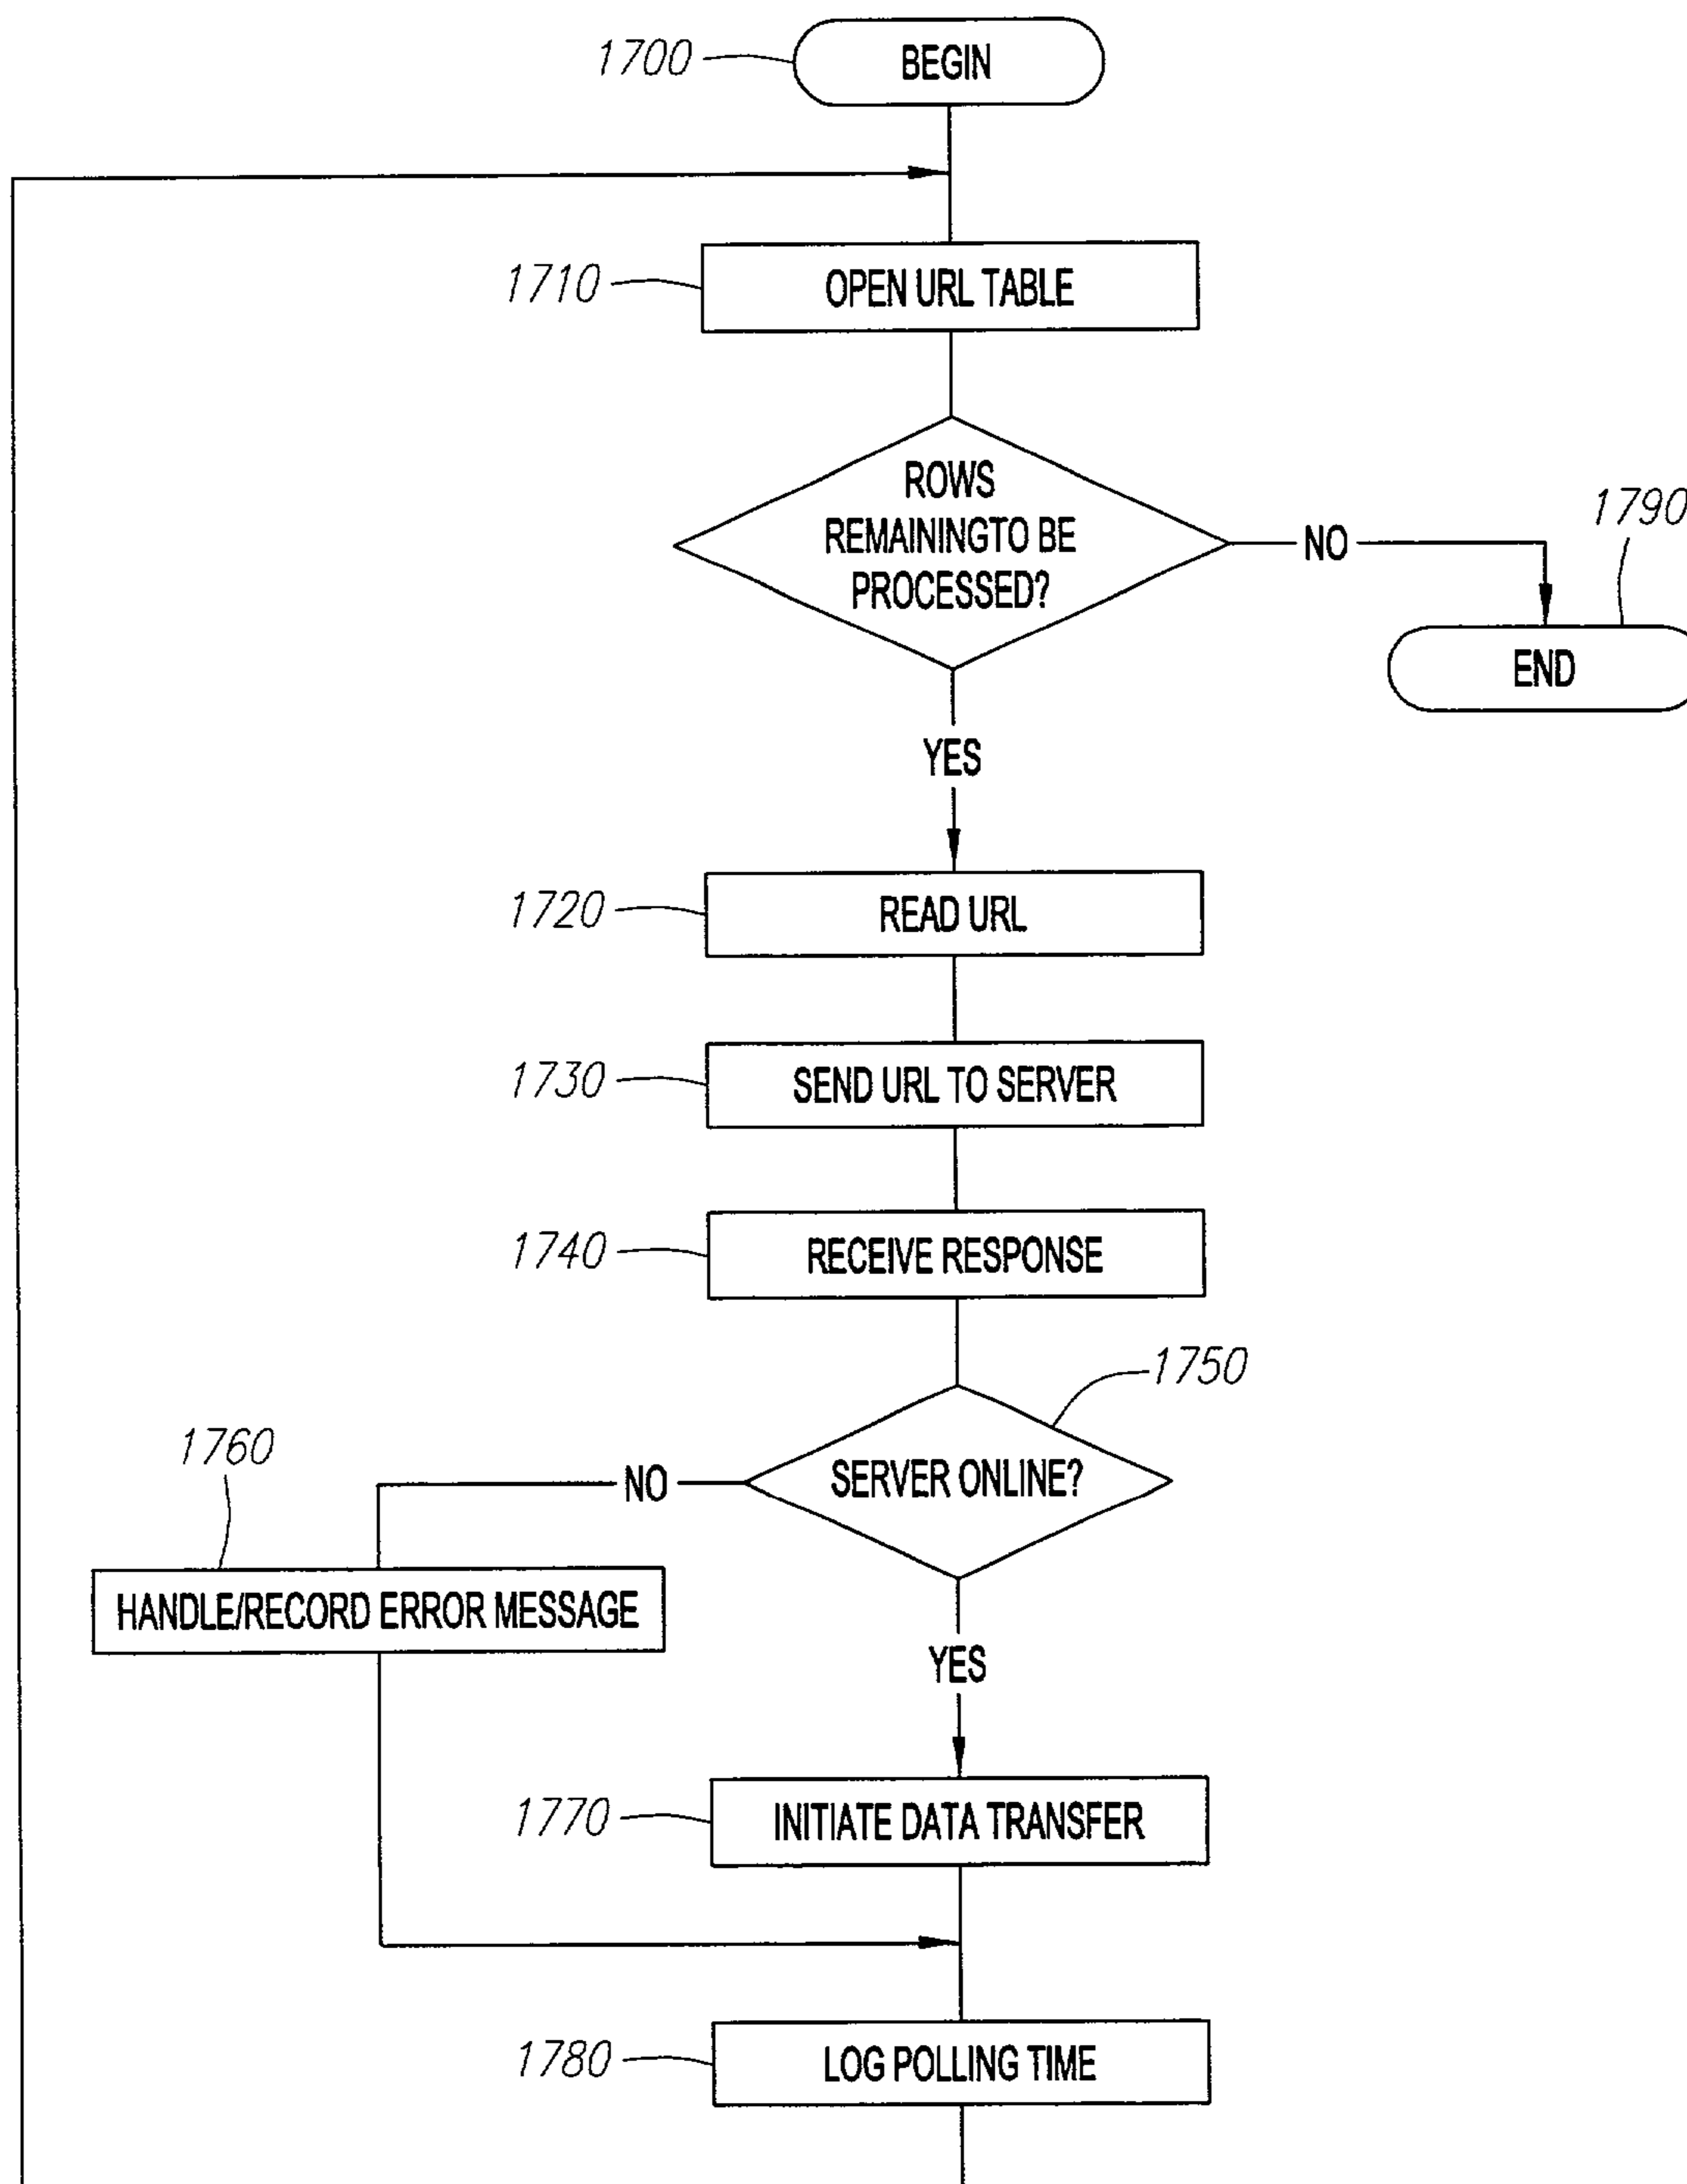 1700
BEGIN
1710
OPEN URL TABLE
ROWS
REMAININGTO BE
PROCESSED?
NO
1790
END
YES
1720
READ URL
1730
SEND URL TO SERVER
1740
RECEIVE RESPONSE
1750
SERVER ONLINE?
NO
1760
HANDLE/RECORD ERROR MESSAGE
YES
1770
INITIATE DATA TRANSFER
1780
LOG POLLING TIME